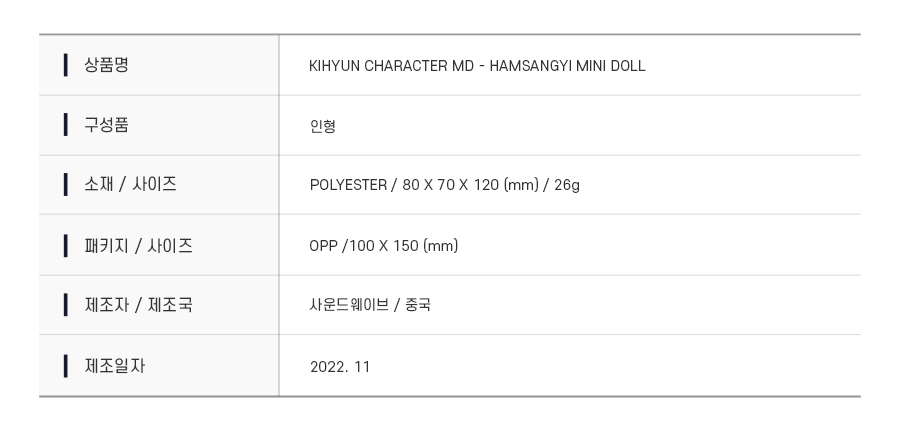 상품명 KIHYUN CHARACTER MD - HAMSANGYI MINI DOLL
구성품 인형
소재 / 사이즈 POLYESTER / 80 X 70 X 120 (mm) / 26g
패키지 / 사이즈 OPP /100 X 150 (mm)
제조자 / 제조국 사운드웨이브 / 중국
제조일자 2022. 11